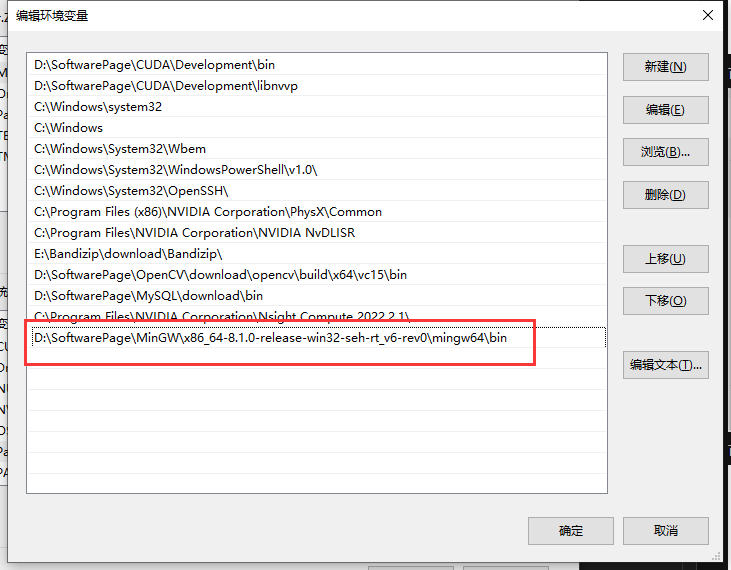 编辑环境变量
D:\SoftwarePage\CUDA\Development\bin
D:\SoftwarePage\CUDA\Development\libnvvp
C:\Windows\system32
C:\Windows
C:\Windows\System32\Wbem
C:\Windows\System32\WindowsPowerShell\v1.0\
C:\Windows\System32\OpenSSH\
C:\Program Files (x86)\NVIDIA Corporation\PhysX\Common
C:\Program Files\NVIDIA Corporation\NVIDIA NvDLISR
E:\Bandizip\download\Bandizip\
D:\SoftwarePage\OpenCV\download\opencv\build\x64\vc15\bin
D:\SoftwarePage\MySQL\download\bin
C:\Program Files\NVIDIA Corporation\Nsight Compute 2022.2.1\
D:\SoftwarePage\MinGW\x86_64-8.1.0-release-win32-seh-rt_v6-rev0\mingw64\bin
新建(N)
编辑(E)
浏览(B)...
删除(D)
上移(U)
下移(O)
编辑文本(T)...
确定
取消